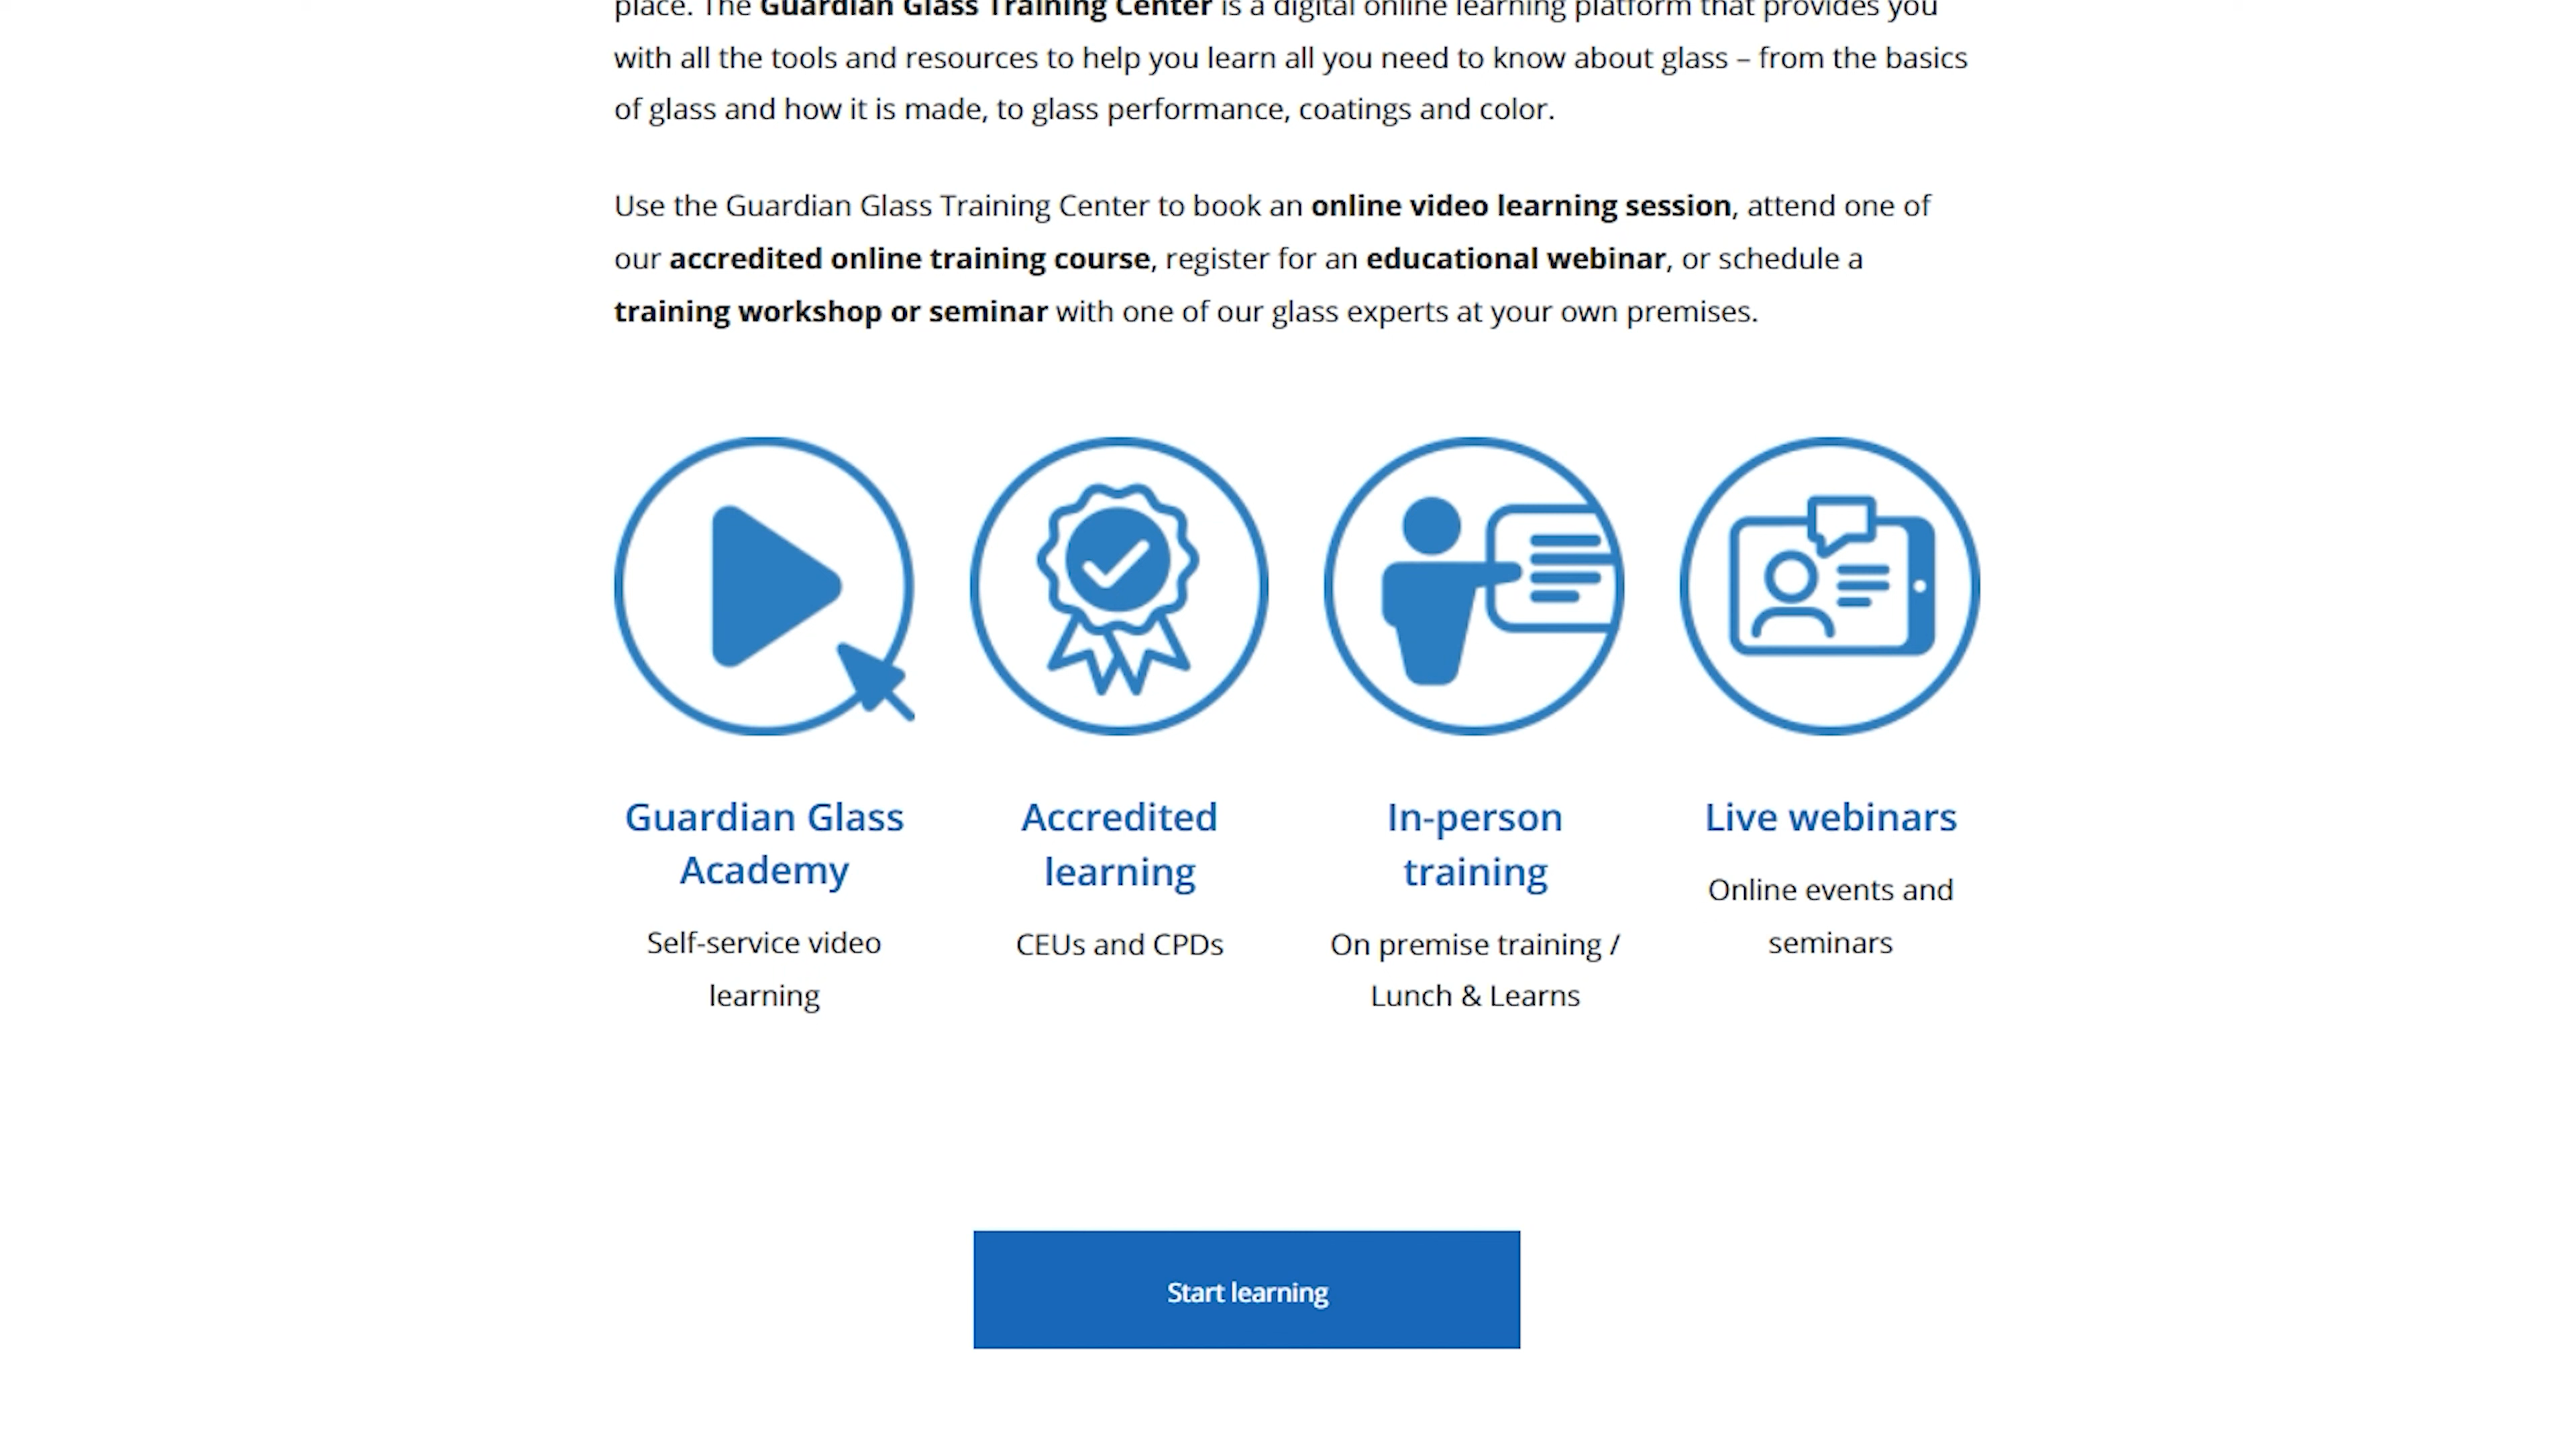 place. The Guardian Glass Training Center is a digital online learning platform that provides you
with all the tools and resources to help you learn all you need to know about glass – from the basics
of glass and how it is made, to glass performance, coatings and color.
Use the Guardian Glass Training Center to book an online video learning session, attend one of
our accredited online training course, register for an educational webinar, or schedule a
training workshop or seminar with one of our glass experts at your own premises.
Guardian Glass
Academy
Self-service video
learning
Accredited
learning
CEUs and CPDs
In-person
training
On premise training /
Lunch & Learns
Live webinars
Online events and
seminars
Start learning